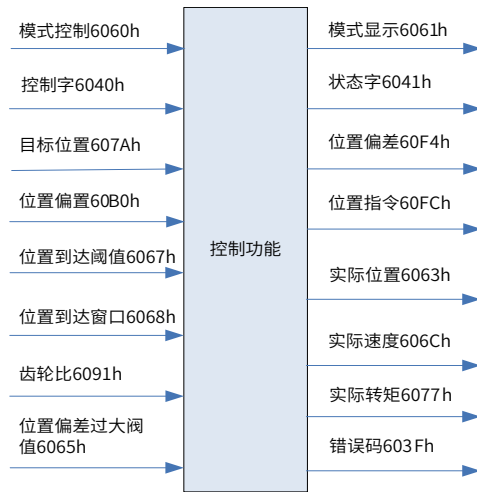 模式控制6060h
控制字6040h
目标位置607Ah
位置偏置60B0h
位置到达阈值6067h
位置到达窗口6068h
齿轮比6091h
位置偏差过大阀
值6065h
控制功能
模式显示6061h
状态字6041h
位置偏差60F4h
位置指令60FCh
实际位置6063h
实际速度606Ch
实际转矩6077h
错误码603Fh